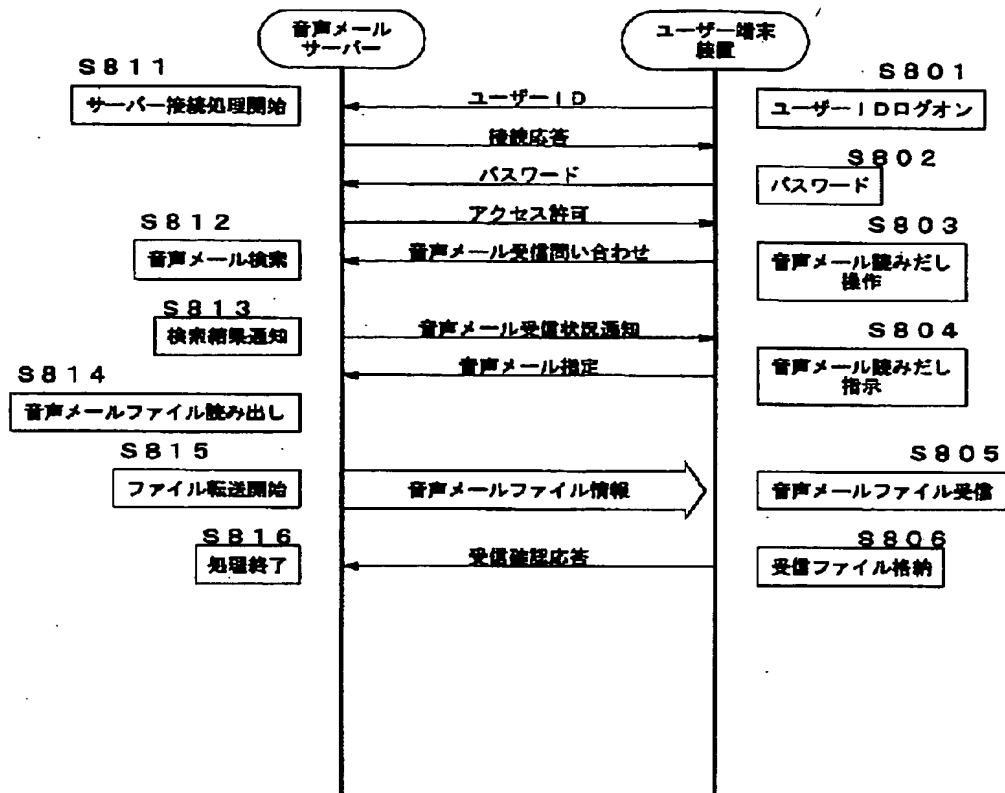 音声メール
サーバー
ユーザー端末
装置
S811
サーバー接続処理開始
ユーザーID
S801
ユーザーIDログオン
接続応答
S802
パスワード
パスワード
アクセス許可
S812
音声メール検索
音声メール受信問い合わせ
S803
音声メール読みだし
操作
S813
検索結果通知
音声メール受信状況通知
S804
音声メール読みだし
指示
音声メール指定
S814
音声メールファイル読み出し
S815
ファイル転送開始
音声メールファイル情報
S805
音声メールファイル受信
S816
処理終了
受信確認応答
S806
受信ファイル格納